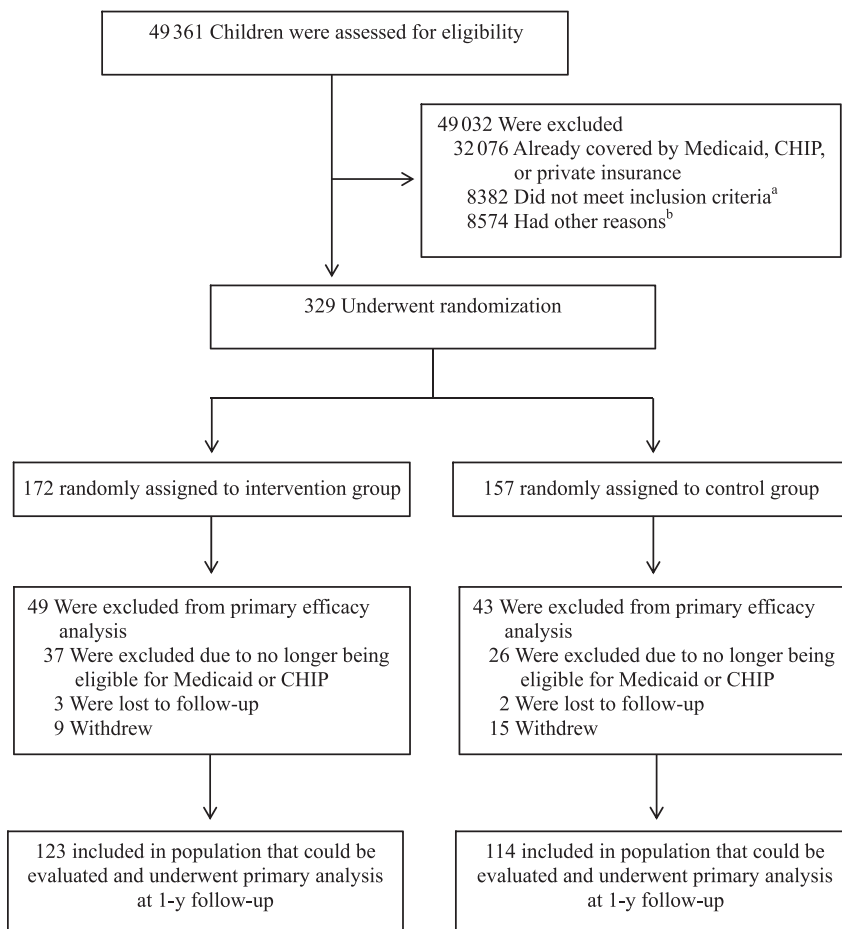 49 361 Children were assessed for eligibility
49 032 Were excluded
32 076 Already covered by Medicaid, CHIP,
or private insurance
8382 Did not meet inclusion criteriaᵃ
8574 Had other reasonsᵇ
329 Underwent randomization
172 randomly assigned to intervention group
157 randomly assigned to control group
49 Were excluded from primary efficacy
analysis
37 Were excluded due to no longer being
eligible for Medicaid or CHIP
3 Were lost to follow-up
9 Withdrew
43 Were excluded from primary efficacy
analysis
26 Were excluded due to no longer being
eligible for Medicaid or CHIP
2 Were lost to follow-up
15 Withdrew
123 included in population that could be
evaluated and underwent primary analysis
at 1-y follow-up
114 included in population that could be
evaluated and underwent primary analysis
at 1-y follow-up